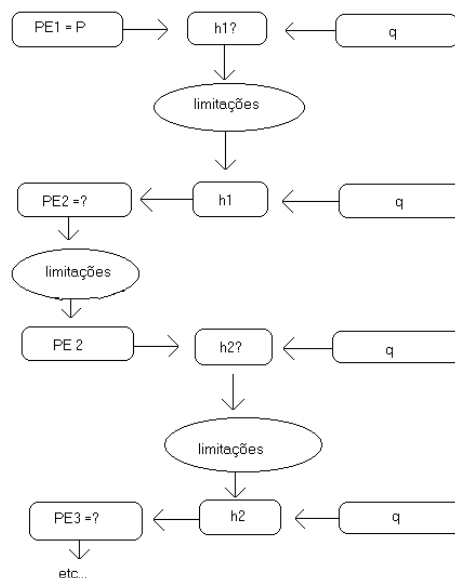 PE1 = P
h1?
q
limitações
PE2 =?
h1
q
limitações
PE 2
h2?
q
limitações
PE3 =?
h2
q
etc...